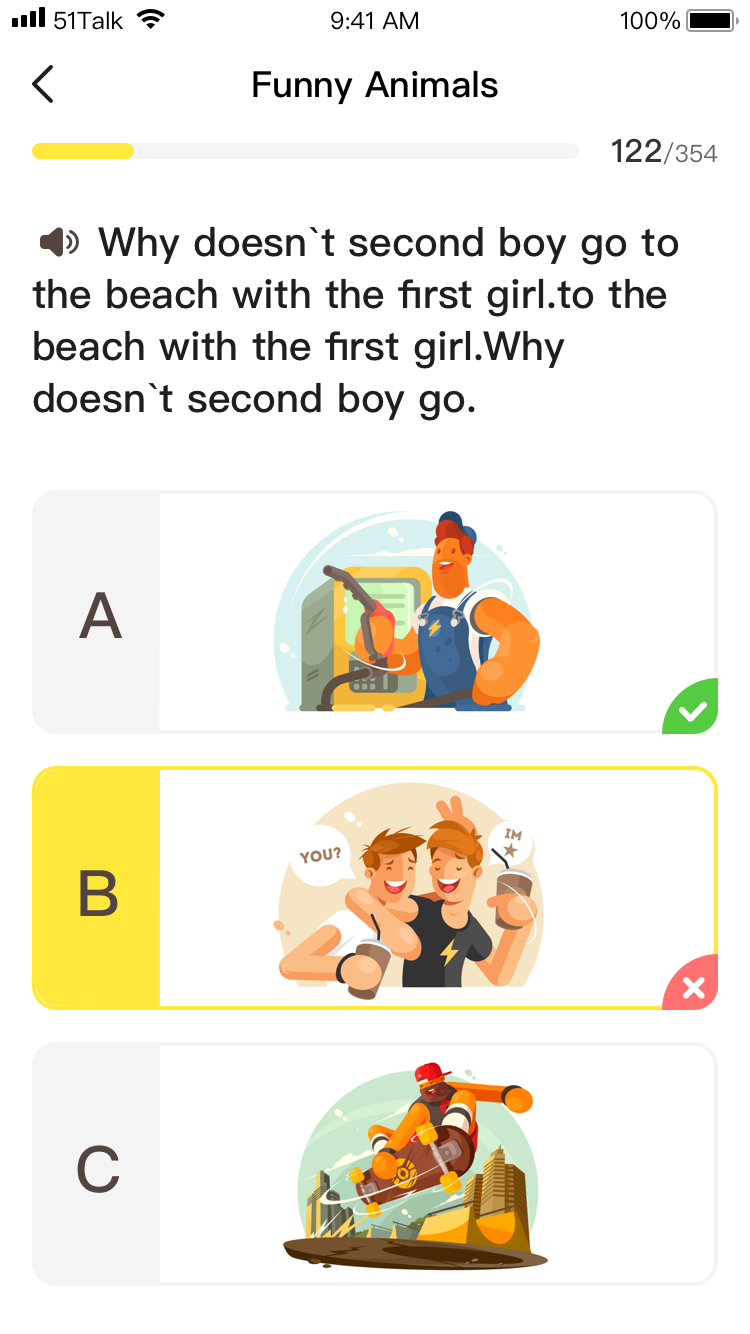 51Talk 9:41 AM 100%
Funny Animals
122/354
Why doesn`t second boy go to
the beach with the first girl.to the
beach with the first girl.Why
doesn`t second boy go.
A
B
YOU?
IM
C